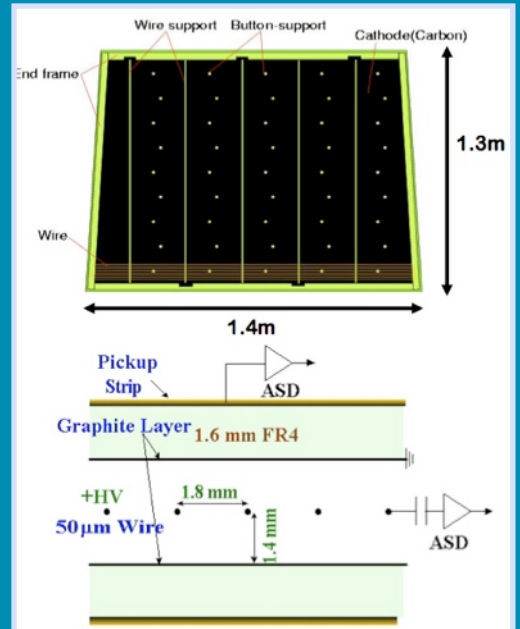 Wire support Button-support
Cathode(Carbon)
End frame
1.3m
Wire
1.4m
Pickup
Strip
ASD
Graphite Layer 1.6 mm FR4
+HV 1.8 mm
50μm Wire 1.4 mm
ASD